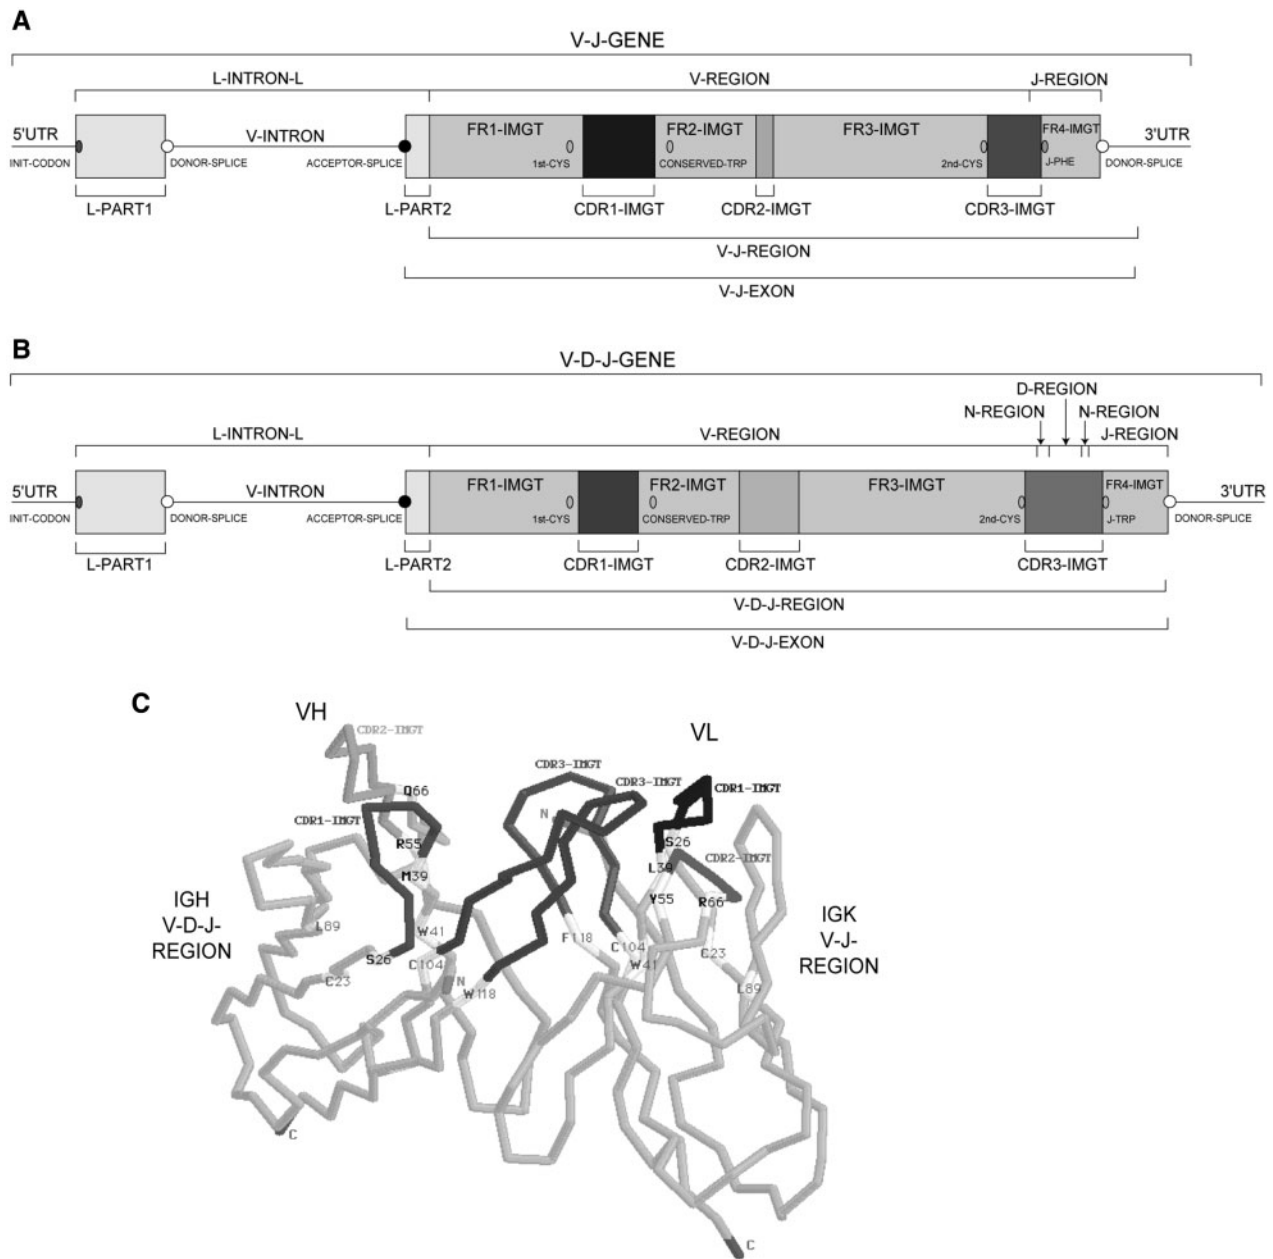 A
V-J-GENE
L-INTRON-L V-REGION J-REGION
5'UTR V-INTRON FR1-IMGT FR2-IMGT FR3-IMGT FR4-IMGT 3'UTR
INIT-CODON DONOR-SPLICE ACCEPTOR-SPLICE 1st-CYS CONSERVED-TRP 2nd-CYS J-PHE DONOR-SPLICE
L-PART1 L-PART2 CDR1-IMGT CDR2-IMGT CDR3-IMGT
V-J-REGION
V-J-EXON
B
V-D-J-GENE
D-REGION
N-REGION N-REGION
L-INTRON-L V-REGION J-REGION
5'UTR V-INTRON FR1-IMGT FR2-IMGT FR3-IMGT FR4-IMGT 3'UTR
INIT-CODON DONOR-SPLICE ACCEPTOR-SPLICE 1st-CYS CONSERVED-TRP 2nd-CYS J-TRP DONOR-SPLICE
L-PART1 L-PART2 CDR1-IMGT CDR2-IMGT CDR3-IMGT
V-D-J-REGION
V-D-J-EXON
C
VH VL
CDR2-IMGT
CDR3-IMGT
CDR3-IMGT CDR1-IMGT
Q66
CDR1-IMGT N
R55 S26
CDR2-IMGT
M39 L39
Y55 R66
IGH
V-D-J-
REGION
IGK
V-J-
REGION
L89 W41 F118 C104 C23
S26 C104 W41
C23 N L89
W118
C
C